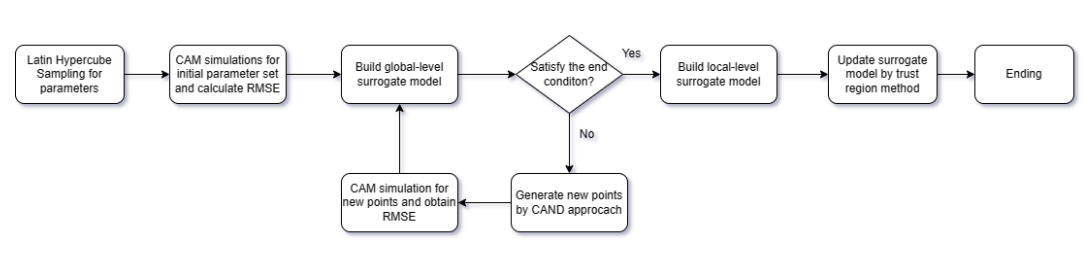 Latin Hypercube
Sampling for
parameters
CAM simulations for
initial parameter set
and calculate RMSE
Build global-level
surrogate model
Satisfy the end
conditon?
Yes
Build local-level
surrogate model
Update surrogate
model by trust
region method
Ending
No
CAM simulation for
new points and obtain
RMSE
Generate new points
by CAND approcach